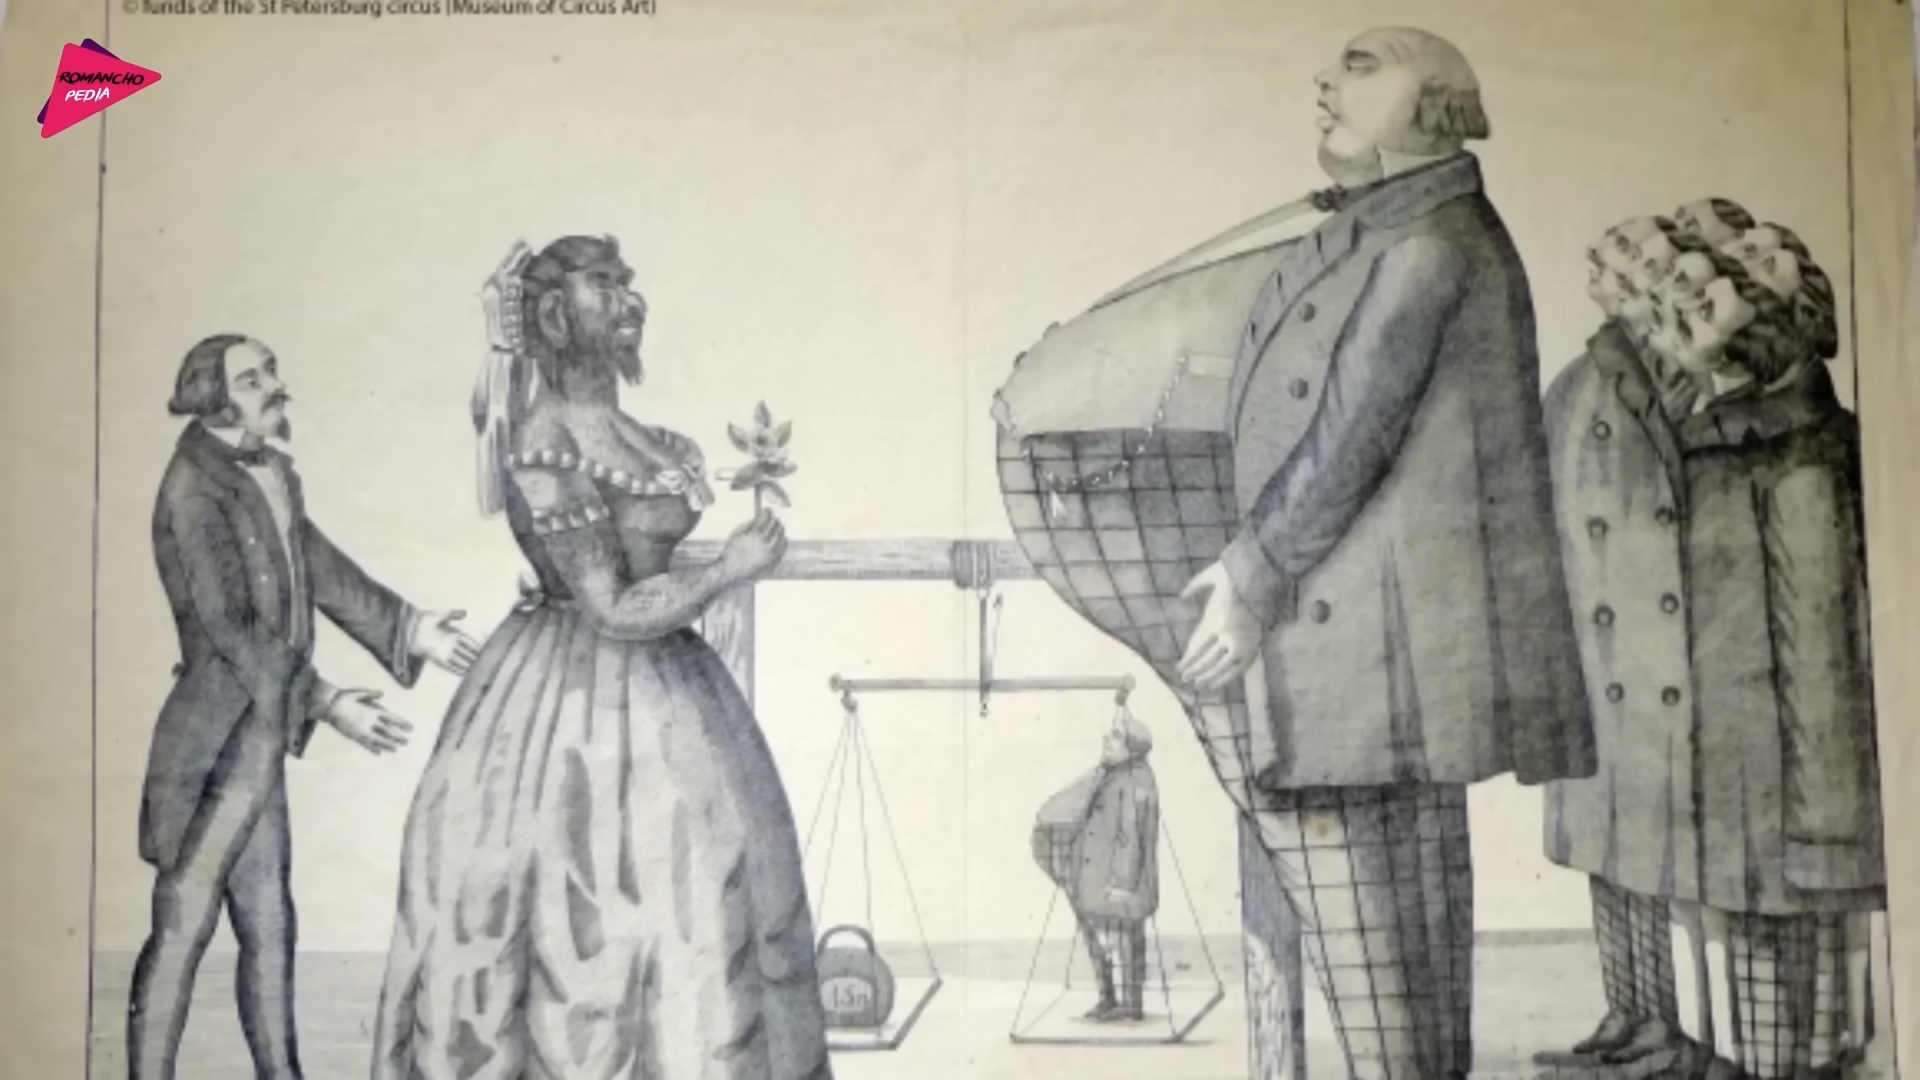 © funds of the St Petersburg circus (Museum of Circus Art)
ROMANCHO
PEDIA